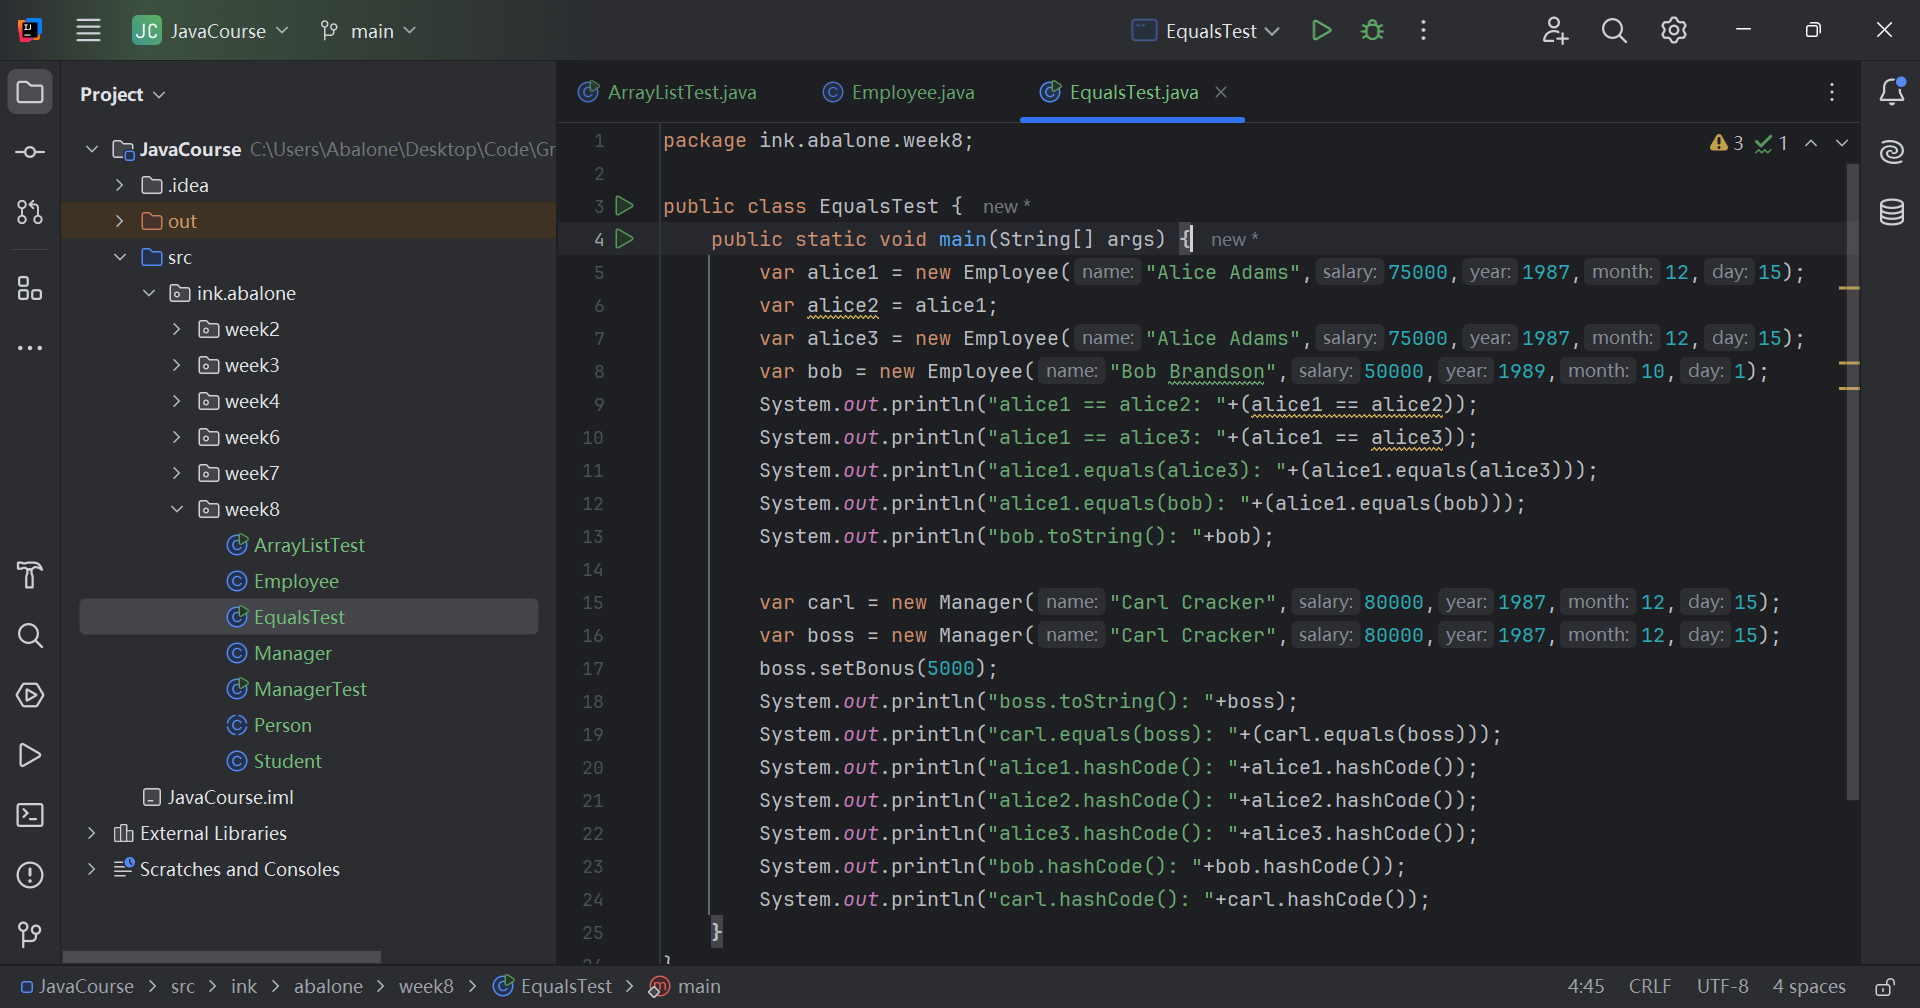 JC JavaCourse main EqualsTest
Project
ArrayListTest.java Employee.java EqualsTest.java
JavaCourse C:\Users\Abalone\Desktop\Code\Gr
.idea
out
src
ink.abalone
week2
week3
week4
week6
week7
week8
ArrayListTest
Employee
EqualsTest
Manager
ManagerTest
Person
Student
JavaCourse.iml
External Libraries
Scratches and Consoles
3 1
1 package ink.abalone.week8;
2
3 public class EqualsTest { new *
4 public static void main(String[] args) { new *
5 var alice1 = new Employee( name: "Alice Adams", salary: 75000, year: 1987, month: 12, day: 15);
6 var alice2 = alice1;
7 var alice3 = new Employee( name: "Alice Adams", salary: 75000, year: 1987, month: 12, day: 15);
8 var bob = new Employee( name: "Bob Brandson", salary: 50000, year: 1989, month: 10, day: 1);
9 System.out.println("alice1 == alice2: "+(alice1 == alice2));
10 System.out.println("alice1 == alice3: "+(alice1 == alice3));
11 System.out.println("alice1.equals(alice3): "+(alice1.equals(alice3)));
12 System.out.println("alice1.equals(bob): "+(alice1.equals(bob)));
13 System.out.println("bob.toString(): "+bob);
14
15 var carl = new Manager( name: "Carl Cracker", salary: 80000, year: 1987, month: 12, day: 15);
16 var boss = new Manager( name: "Carl Cracker", salary: 80000, year: 1987, month: 12, day: 15);
17 boss.setBonus(5000);
18 System.out.println("boss.toString(): "+boss);
19 System.out.println("carl.equals(boss): "+(carl.equals(boss)));
20 System.out.println("alice1.hashCode(): "+alice1.hashCode());
21 System.out.println("alice2.hashCode(): "+alice2.hashCode());
22 System.out.println("alice3.hashCode(): "+alice3.hashCode());
23 System.out.println("bob.hashCode(): "+bob.hashCode());
24 System.out.println("carl.hashCode(): "+carl.hashCode());
25 }
JavaCourse > src > ink > abalone > week8 > EqualsTest > main 4:45 CRLF UTF-8 4 spaces